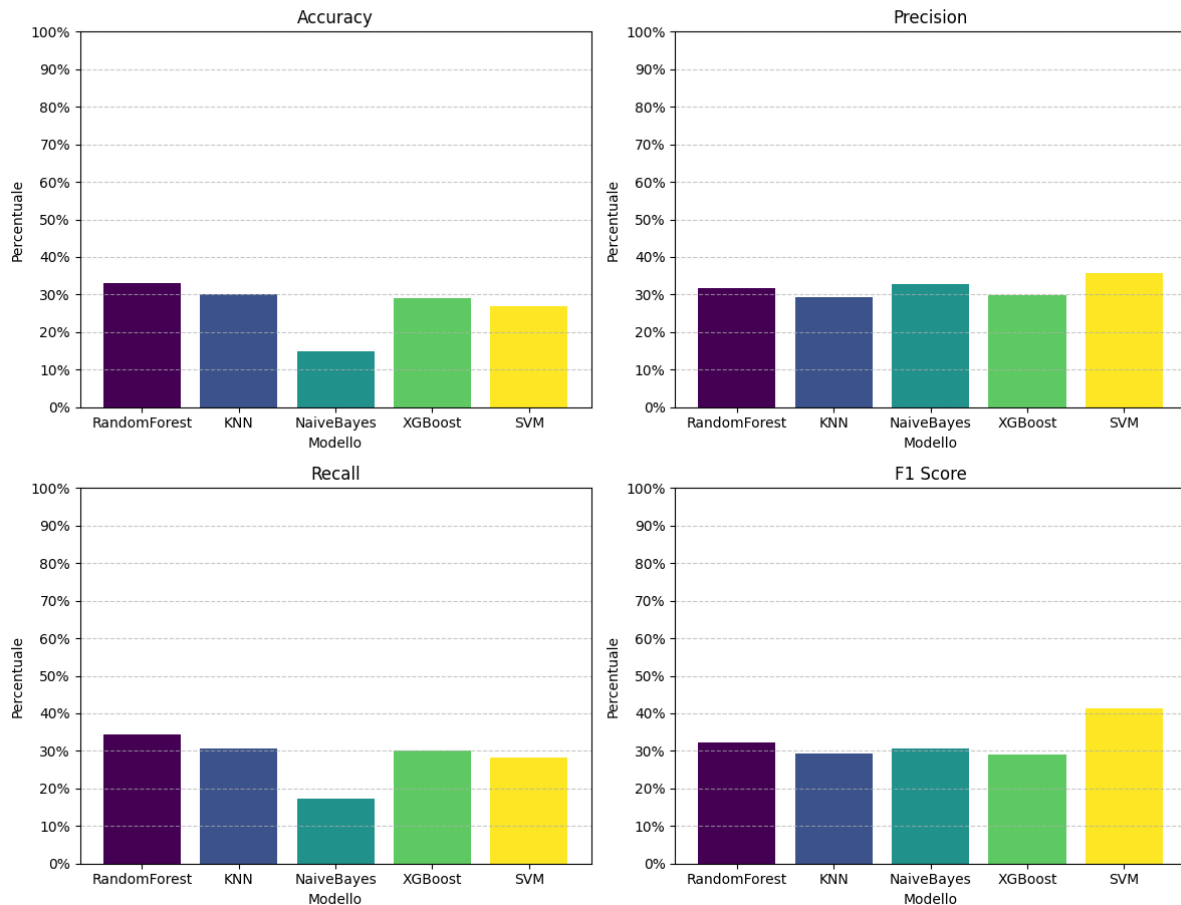 Accuracy
100%
90%
80%
70%
60%
50%
40%
30%
20%
10%
0%
Percentuale
RandomForest KNN NaiveBayes XGBoost SVM
Modello
Precision
100%
90%
80%
70%
60%
50%
40%
30%
20%
10%
0%
Percentuale
RandomForest KNN NaiveBayes XGBoost SVM
Modello
Recall
100%
90%
80%
70%
60%
50%
40%
30%
20%
10%
0%
Percentuale
RandomForest KNN NaiveBayes XGBoost SVM
Modello
F1 Score
100%
90%
80%
70%
60%
50%
40%
30%
20%
10%
0%
Percentuale
RandomForest KNN NaiveBayes XGBoost SVM
Modello